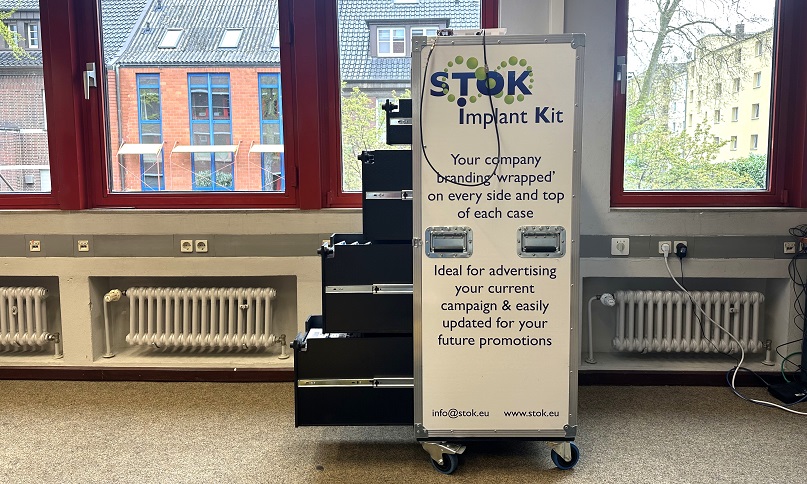 STOK
implant Kit
Your company
branding 'wrapped'
on every side and top
of each case
Ideal for advertising
your current
campaign & easily
updated for your
future promotions
info@stok.eu www.stok.eu